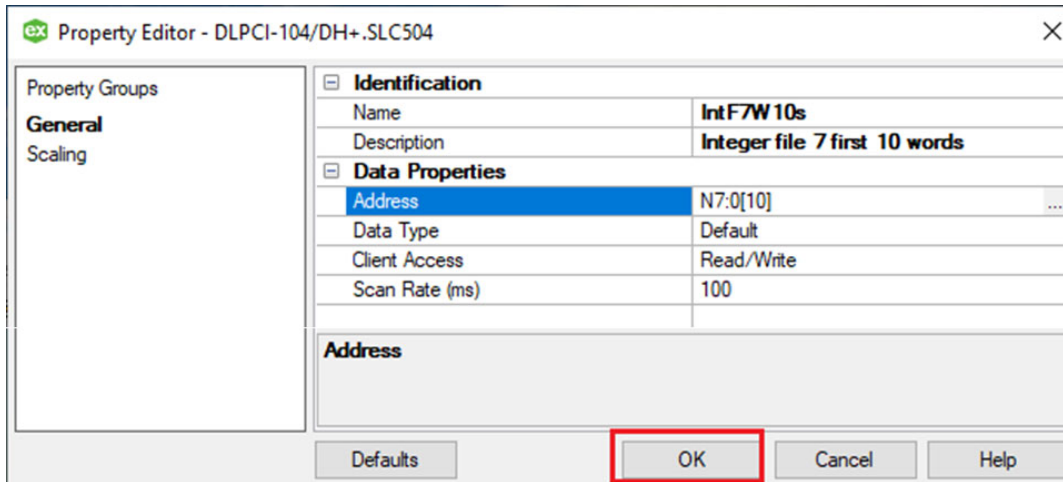 ex Property Editor - DLPCI-104/DH+.SLC504
Property Groups
General
Scaling
Identification
Name IntF7W10s
Description Integer file 7 first 10 words
Data Properties
Address N7:0[10] ...
Data Type Default
Client Access Read/Write
Scan Rate (ms) 100
Address
Defaults OK Cancel Help